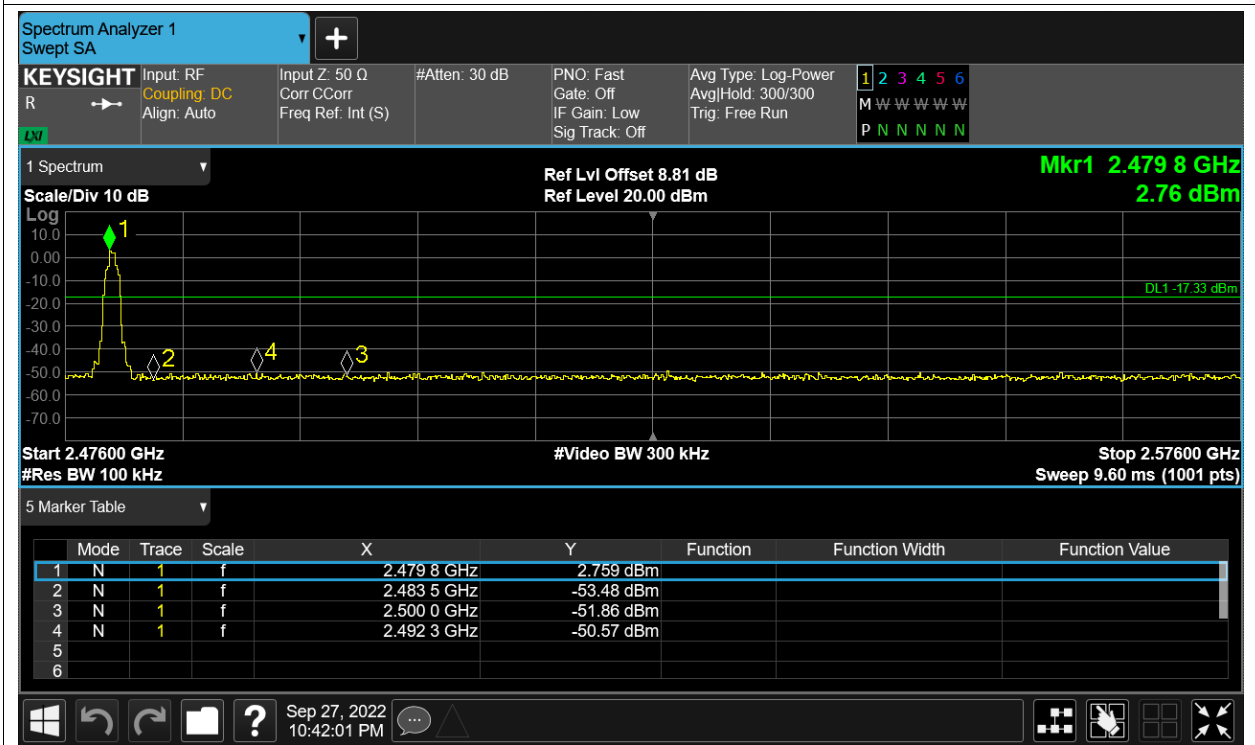 Spectrum Analyzer 1
Swept SA
+
KEYSIGHT Input: RF Input Z: 50 Ω #Atten: 30 dB PNO: Fast Avg Type: Log-Power 1 2 3 4 5 6
R Coupling: DC Corr CCorr Gate: Off Avg|Hold: 300/300 M W W W W W
Align: Auto Freq Ref: Int (S) IF Gain: Low Trig: Free Run
LXI Sig Track: Off P N N N N N
1 Spectrum Ref Lvl Offset 8.81 dB Mkr1 2.479 8 GHz
Scale/Div 10 dB Ref Level 20.00 dBm 2.76 dBm
Log
1
10.0
0.00
-10.0
DL1 -17.33 dBm
-20.0
-30.0
-40.0
2 4 3
-50.0
-60.0
-70.0
Start 2.47600 GHz #Video BW 300 kHz Stop 2.57600 GHz
#Res BW 100 kHz Sweep 9.60 ms (1001 pts)
5 Marker Table
Mode Trace Scale X Y Function Function Width Function Value
1 N 1 f 2.479 8 GHz 2.759 dBm
2 N 1 f 2.483 5 GHz -53.48 dBm
3 N 1 f 2.500 0 GHz -51.86 dBm
4 N 1 f 2.492 3 GHz -50.57 dBm
5
6
? Sep 27, 2022
10:42:01 PM